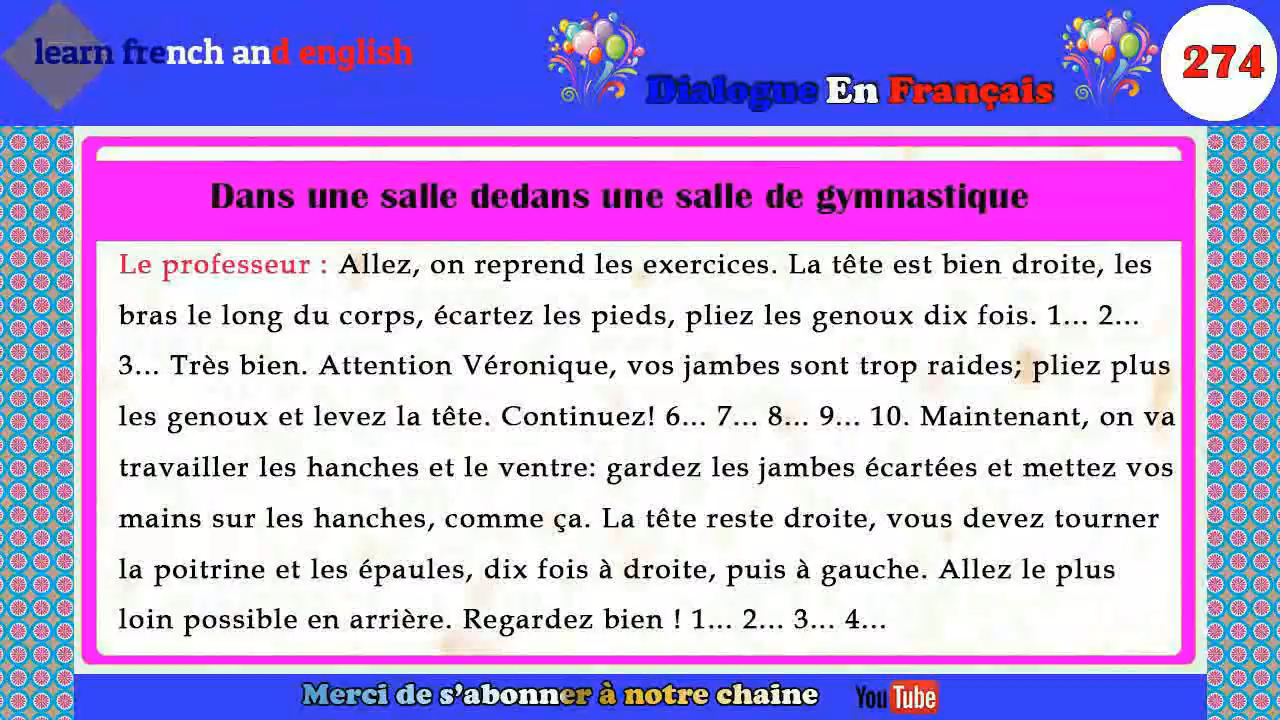 learn french and english
Dialogue En Français
274
Dans une salle dedans une salle de gymnastique
Le professeur : Allez, on reprend les exercices. La tête est bien droite, les
bras le long du corps, écartez les pieds, pliez les genoux dix fois. 1... 2...
3... Très bien. Attention Véronique, vos jambes sont trop raides; pliez plus
les genoux et levez la tête. Continuez! 6... 7... 8... 9... 10. Maintenant, on va
travailler les hanches et le ventre: gardez les jambes écartées et mettez vos
mains sur les hanches, comme ça. La tête reste droite, vous devez tourner
la poitrine et les épaules, dix fois à droite, puis à gauche. Allez le plus
loin possible en arrière. Regardez bien ! 1... 2... 3... 4...
Merci de s'abonner à notre chaine YouTube